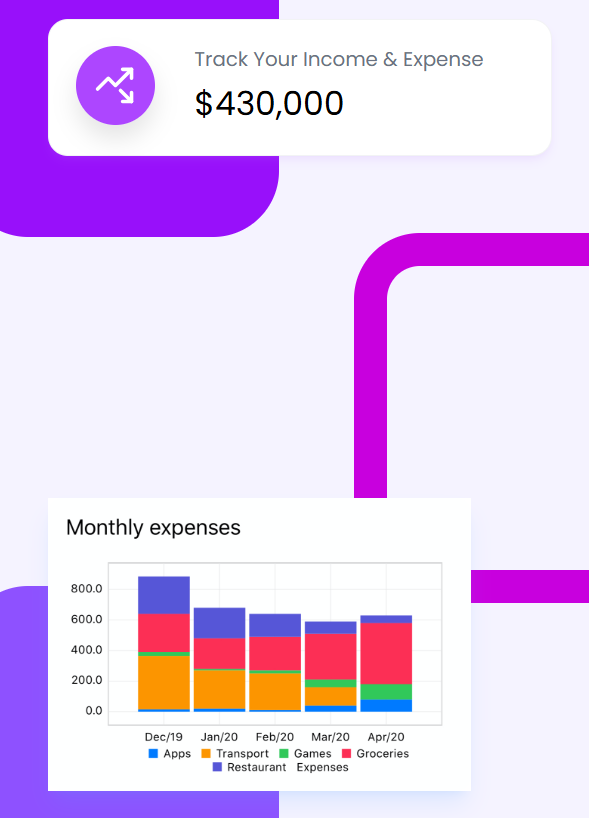 Track Your Income & Expense
$430,000
Monthly expenses
800.0
600.0
400.0
200.0
0.0
Dec/19 Jan/20 Feb/20 Mar/20 Apr/20
Apps Transport Games Groceries
Restaurant Expenses